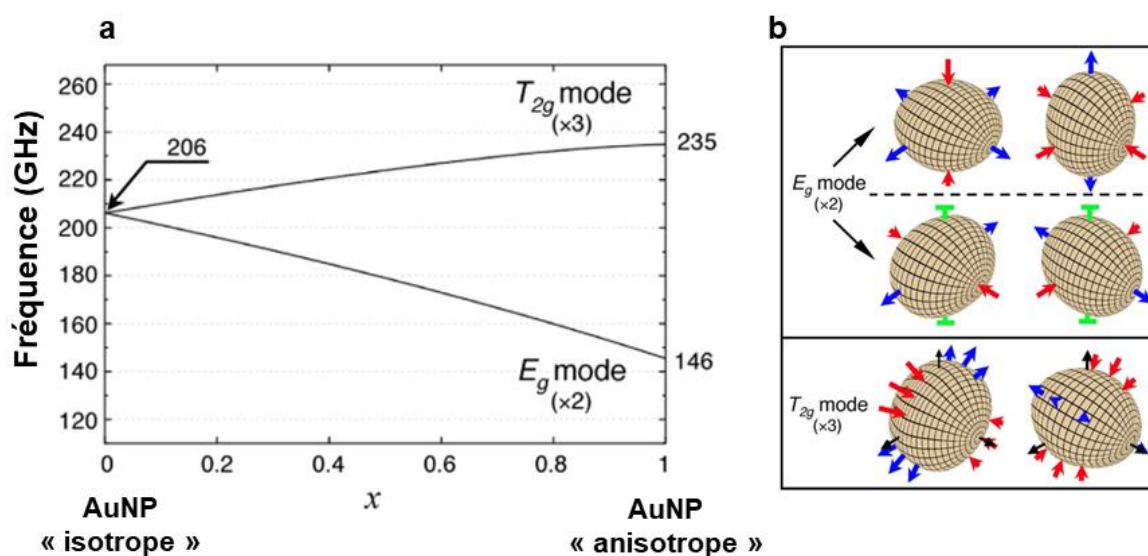 a
Fréquence (GHz)
260
240
220
200
180
160
140
120
206
T2g mode
(×3)
235
Eg mode
(×2)
146
0
0.2
0.4
0.6
0.8
1
x
AuNP
« isotrope »
AuNP
« anisotrope »
b
Eg mode
(×2)
T2g mode
(×3)